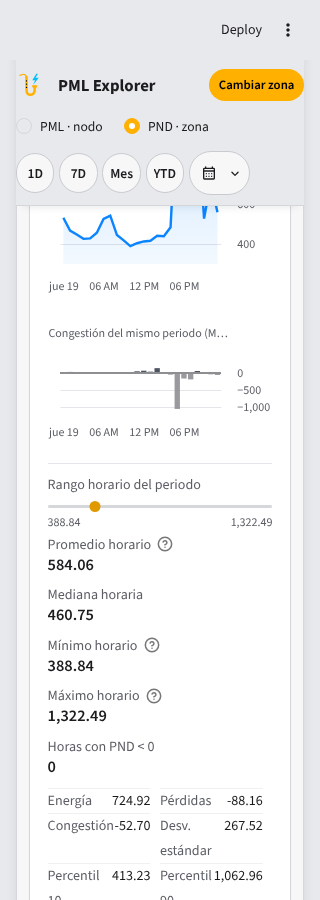 Deploy
PML Explorer
Cambiar zona
PML · nodo
PND · zona
1D
7D
Mes
YTD
400
jue 19 06 AM 12 PM 06 PM
Congestión del mismo periodo (M…
0
−500
−1,000
jue 19 06 AM 12 PM 06 PM
Rango horario del periodo
388.84 1,322.49
Promedio horario
584.06
Mediana horaria
460.75
Mínimo horario
388.84
Máximo horario
1,322.49
Horas con PND < 0
0
Energía 724.92 Pérdidas -88.16
Congestión-52.70 Desv. 267.52
estándar
Percentil 413.23 Percentil 1,062.96